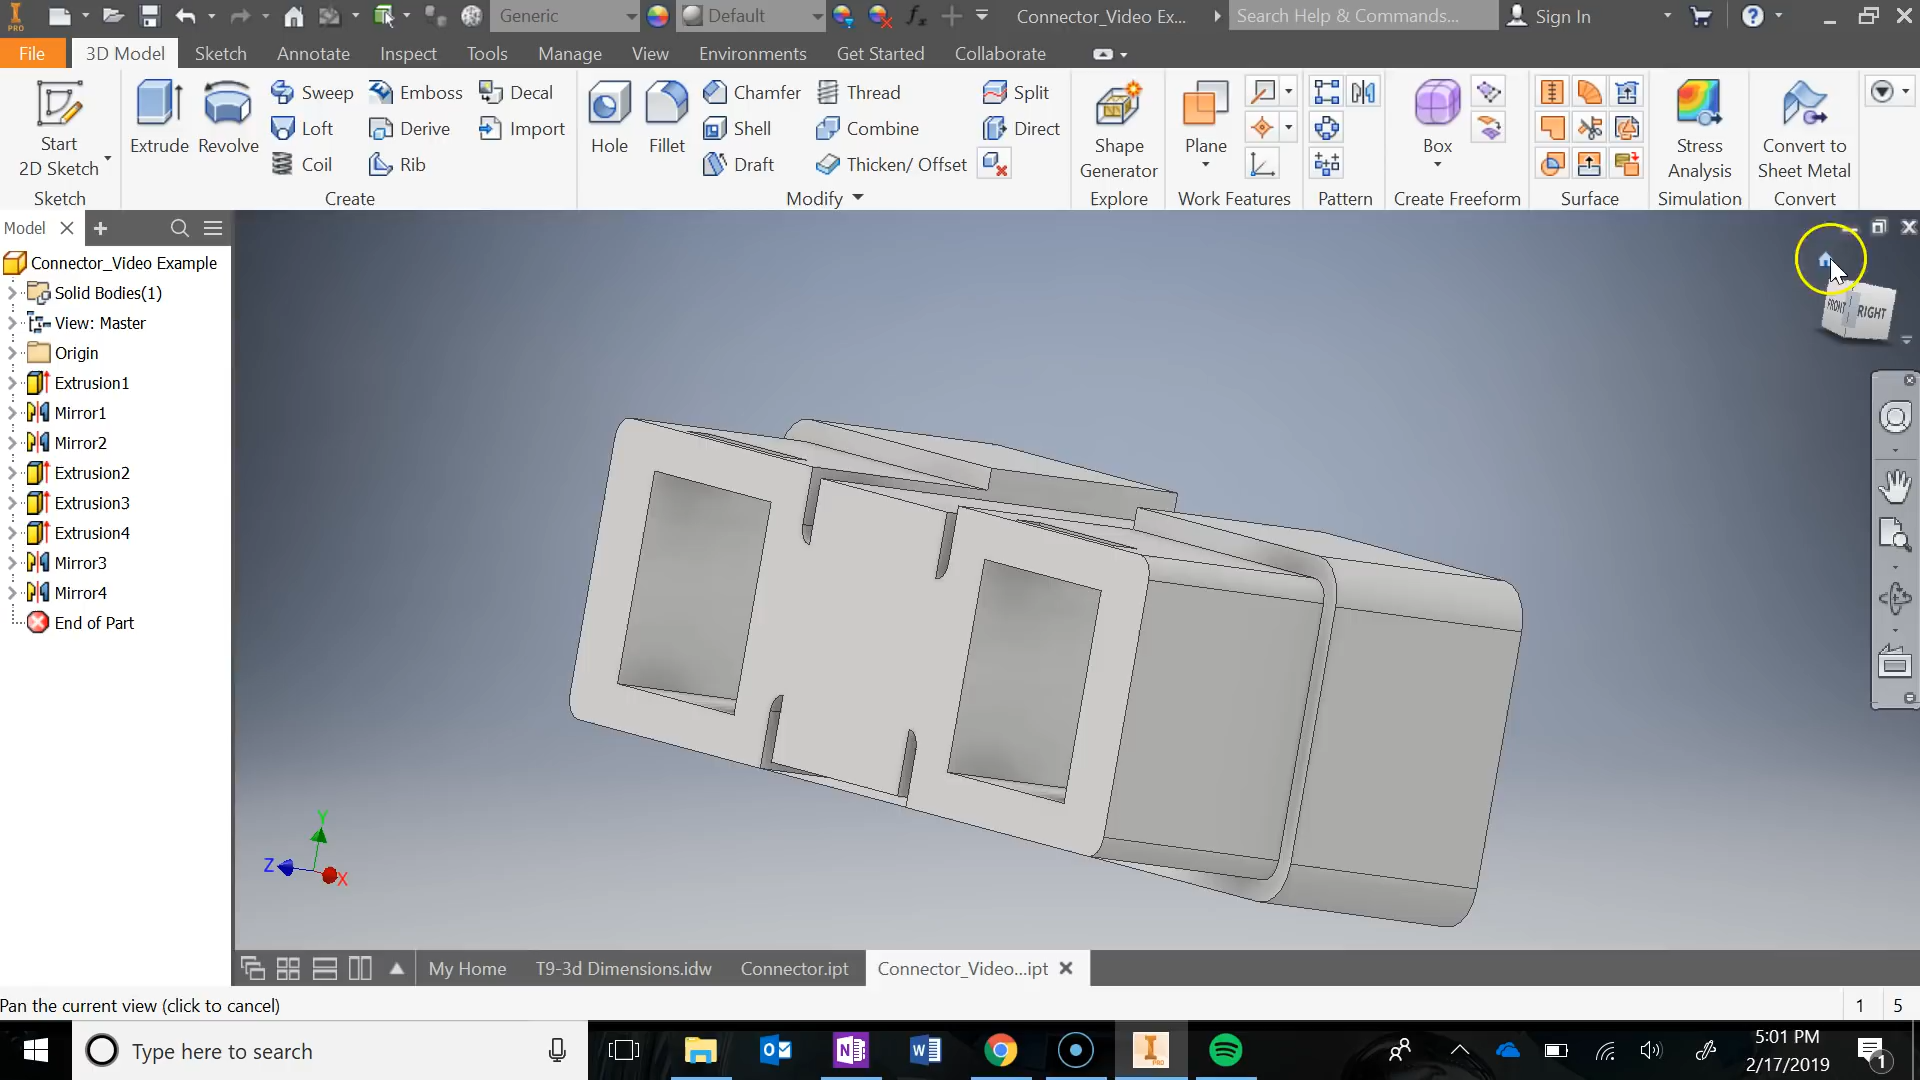 PRO
Generic
Default
Connector_Video Ex...
Search Help & Commands...
Sign In
File
3D Model
Sketch
Annotate
Inspect
Tools
Manage
View
Environments
Get Started
Collaborate
Start
2D Sketch
Sketch
Extrude
Revolve
Sweep
Loft
Coil
Emboss
Derive
Rib
Decal
Import
Create
Hole
Fillet
Chamfer
Shell
Draft
Thread
Combine
Thicken/ Offset
Split
Direct
Modify
Shape
Generator
Explore
Plane
Work Features
Pattern
Box
Create Freeform
Surface
Stress
Analysis
Simulation
Convert to
Sheet Metal
Convert
Model
Connector_Video Example
Solid Bodies(1)
View: Master
Origin
Extrusion1
Mirror1
Mirror2
Extrusion2
Extrusion3
Extrusion4
Mirror3
Mirror4
End of Part
FRONT
RIGHT
Y
Z
X
My Home
T9-3d Dimensions.idw
Connector.ipt
Connector_Video...ipt
Pan the current view (click to cancel)
1
5
Type here to search
5:01 PM
2/17/2019
1